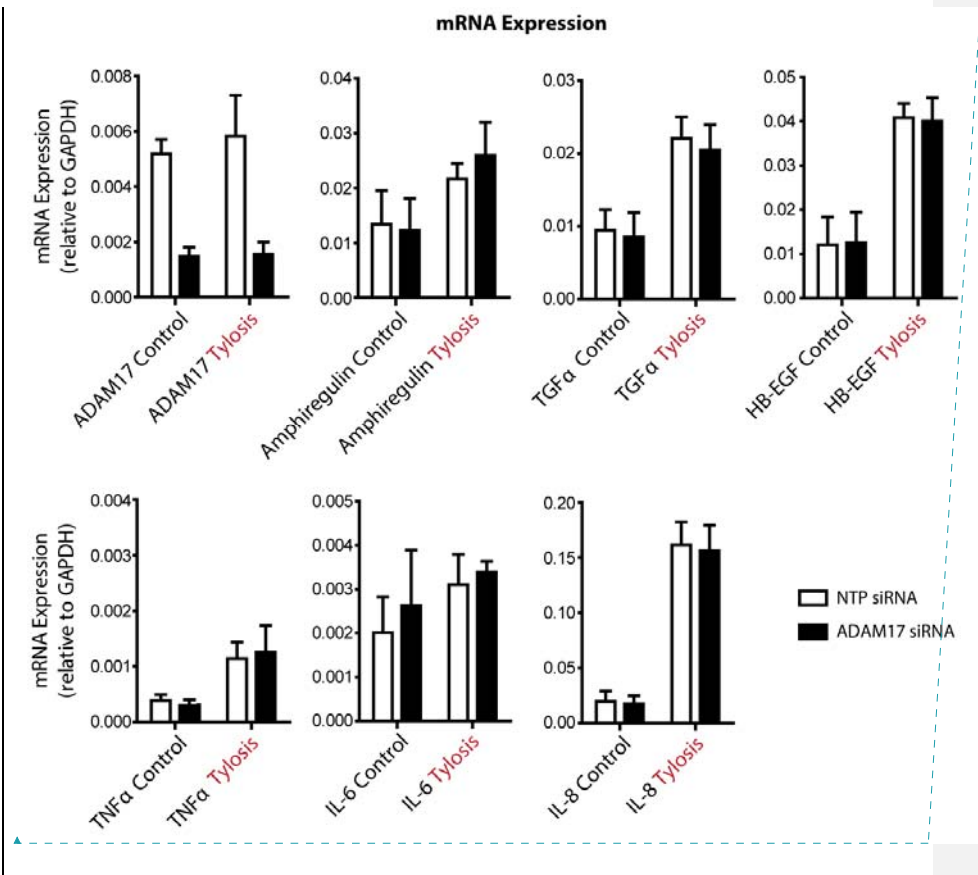 mRNA Expression
mRNA Expression
(relative to GAPDH)
0.008
0.006
0.004
0.002
0.000
ADAM17 Control
ADAM17 Tylosis
0.04
0.03
0.02
0.01
0.00
Amphiregulin Control
Amphiregulin Tylosis
0.03
0.02
0.01
0.00
TGFα Control
TGFα Tylosis
0.05
0.04
0.03
0.02
0.01
0.00
HB-EGF Control
HB-EGF Tylosis
mRNA Expression
(relative to GAPDH)
0.004
0.003
0.002
0.001
0.000
TNFα Control
TNFα Tylosis
0.005
0.004
0.003
0.002
0.001
0.000
IL-6 Control
IL-6 Tylosis
0.20
0.15
0.10
0.05
0.00
IL-8 Control
IL-8 Tylosis
NTP siRNA
ADAM17 siRNA